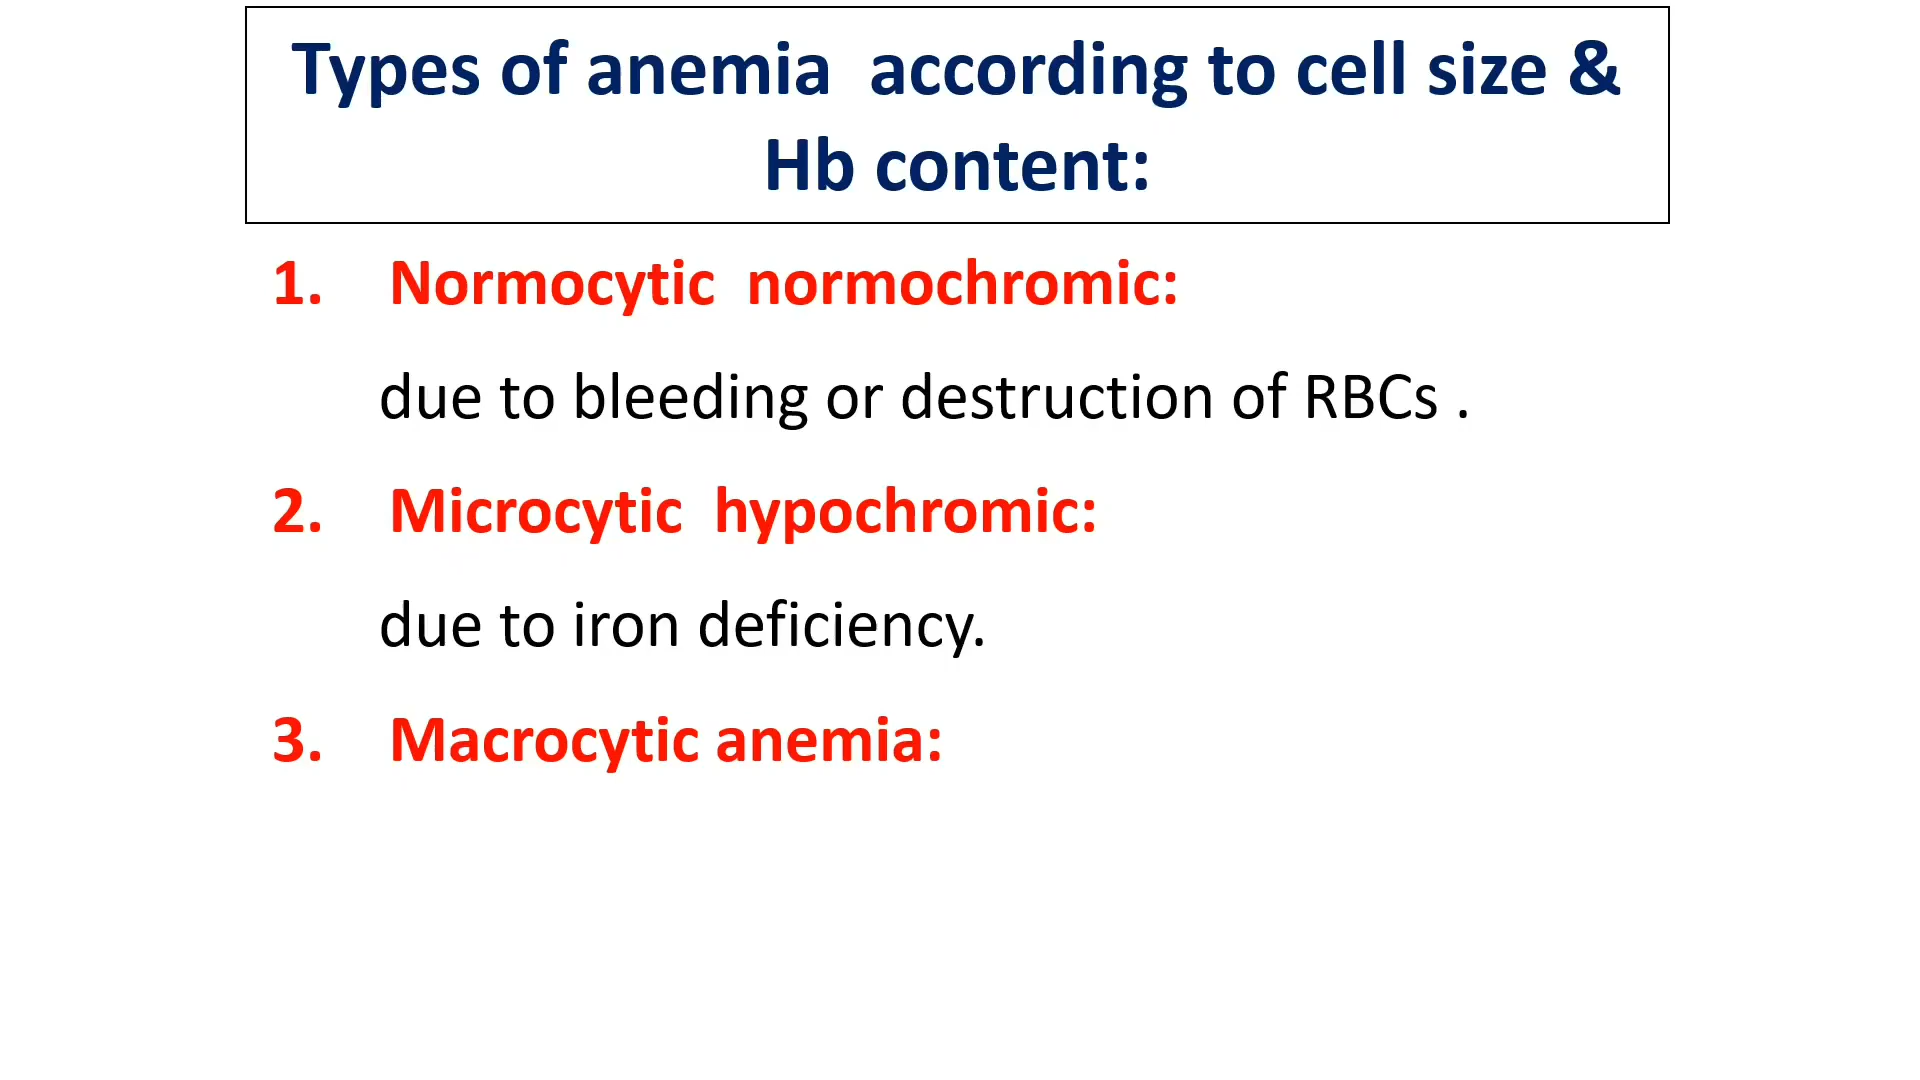 Types of anemia according to cell size &
Hb content:
1. Normocytic normochromic:
due to bleeding or destruction of RBCs .
2. Microcytic hypochromic:
due to iron deficiency.
3. Macrocytic anemia: